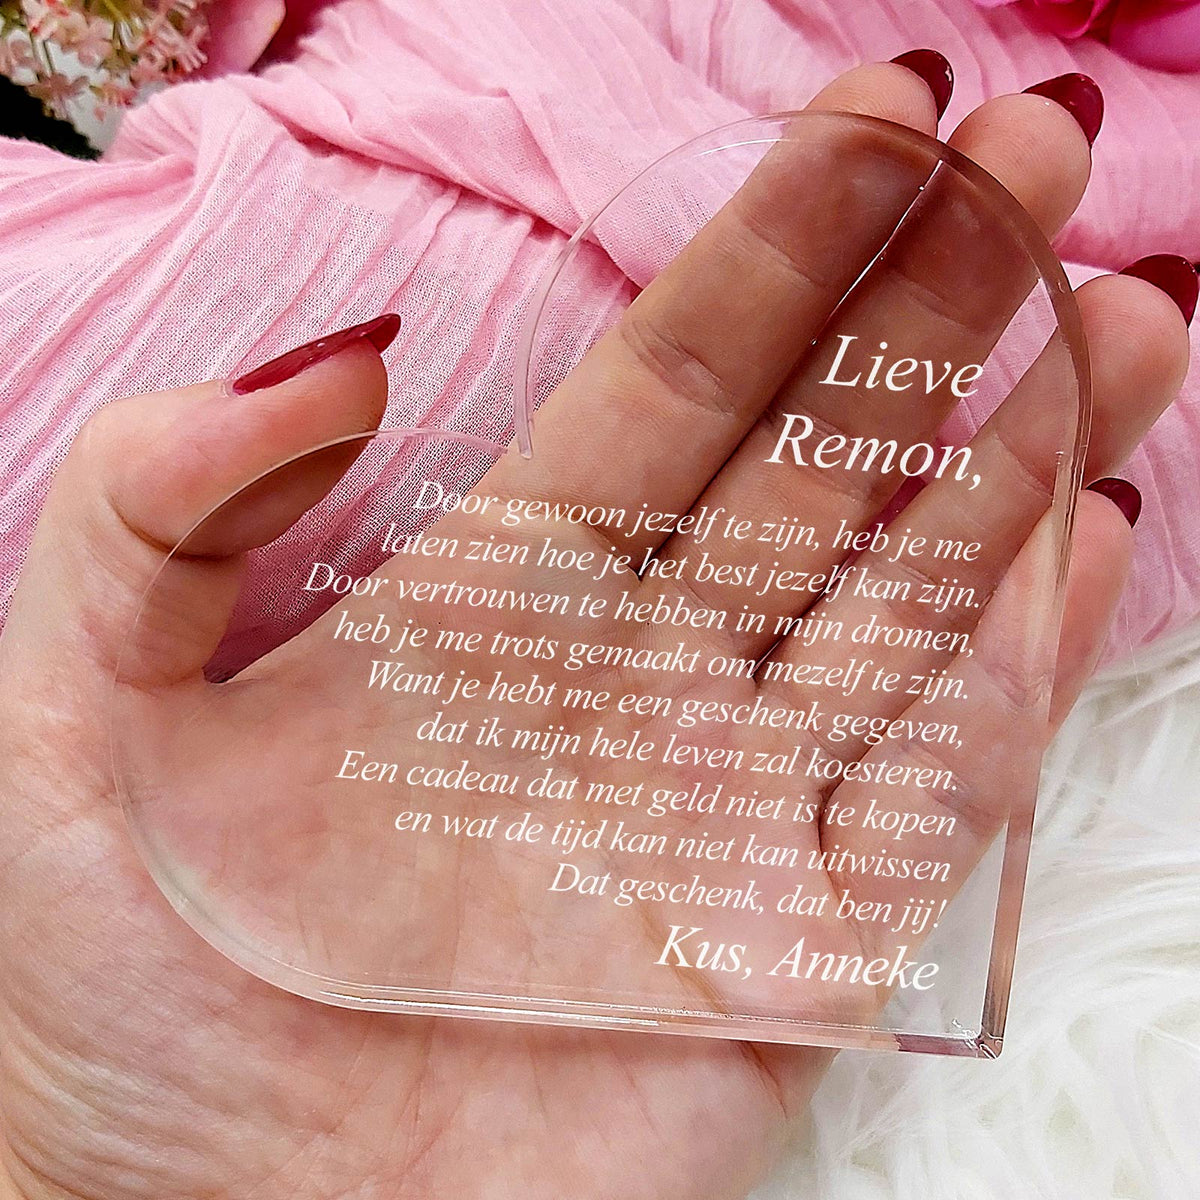 Lieve
Remon,
Door gewoon jezelf te zijn, heb je me
laten zien hoe je het best jezelf kan zijn.
Door vertrouwen te hebben in mijn dromen,
heb je me trots gemaakt om mezelf te zijn.
Want je hebt me een geschenk gegeven,
dat ik mijn hele leven zal koesteren.
Een cadeau dat met geld niet is te kopen
en wat de tijd kan niet kan uitwissen
Dat geschenk, dat ben jij!
Kus, Anneke